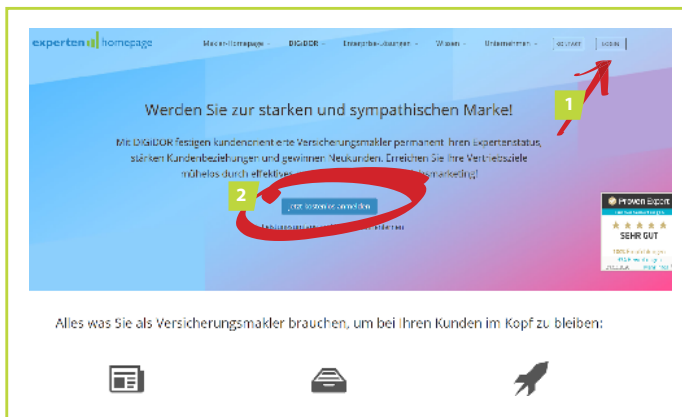 experten homepage
Makler-Homepage DIGiDOR Enterprise-Lösungen Wissen Unternehmen KONTAKT LOGIN
1
Werden Sie zur starken und sympathischen Marke!
Mit DIGiDOR festigen kundenorientierte Versicherungsmakler permanent Ihren Expertenstatus,
stärken Kundenbeziehungen und gewinnen Neukunden. Erreichen Sie Ihre Vertriebsziele
mühelos durch effektives
2
Jetzt kostenlos anmelden
Proven Expert
SEHR GUT
Alles was Sie als Versicherungsmakler brauchen, um bei Ihren Kunden im Kopf zu bleiben: